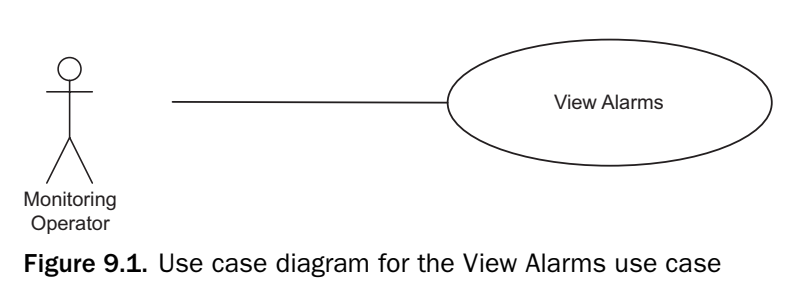 View Alarms
Monitoring
Operator
Figure 9.1. Use case diagram for the View Alarms use case